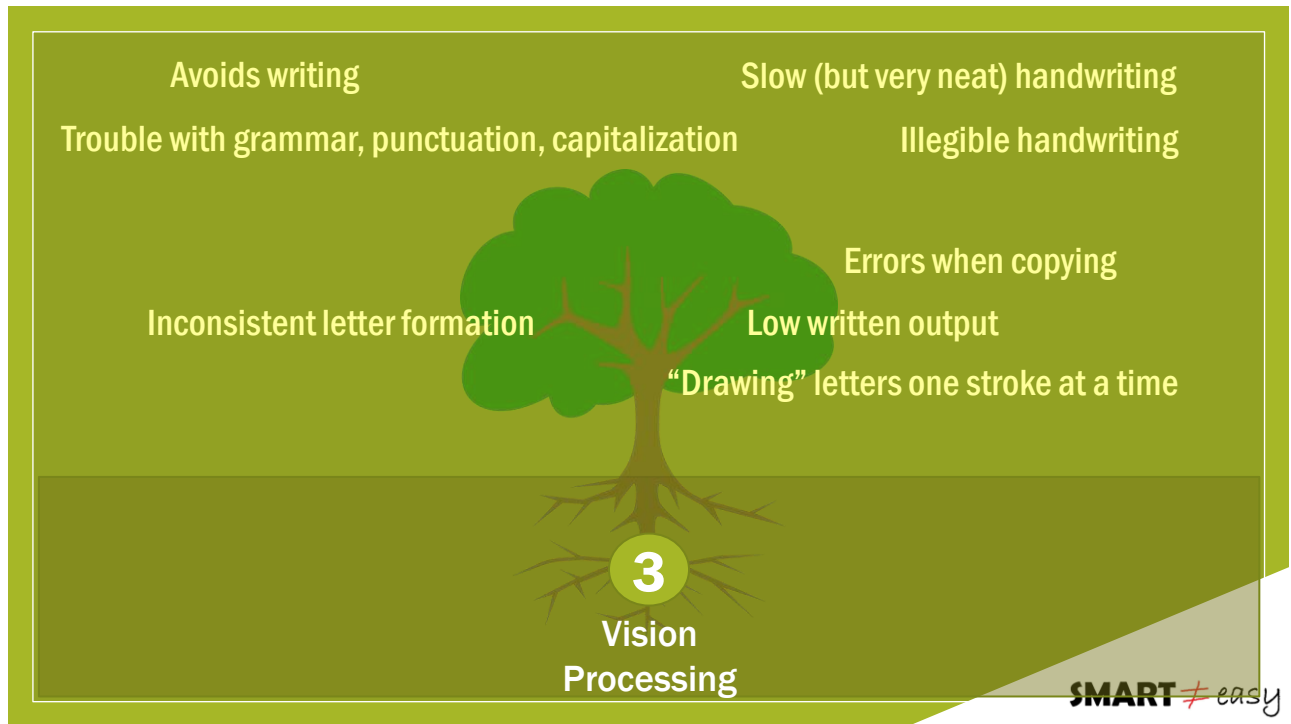 Avoids writing
Slow (but very neat) handwriting
Trouble with grammar, punctuation, capitalization
Illegible handwriting
Errors when copying
Inconsistent letter formation
Low written output
“Drawing” letters one stroke at a time
3
Vision
Processing
SMART ≠ easy